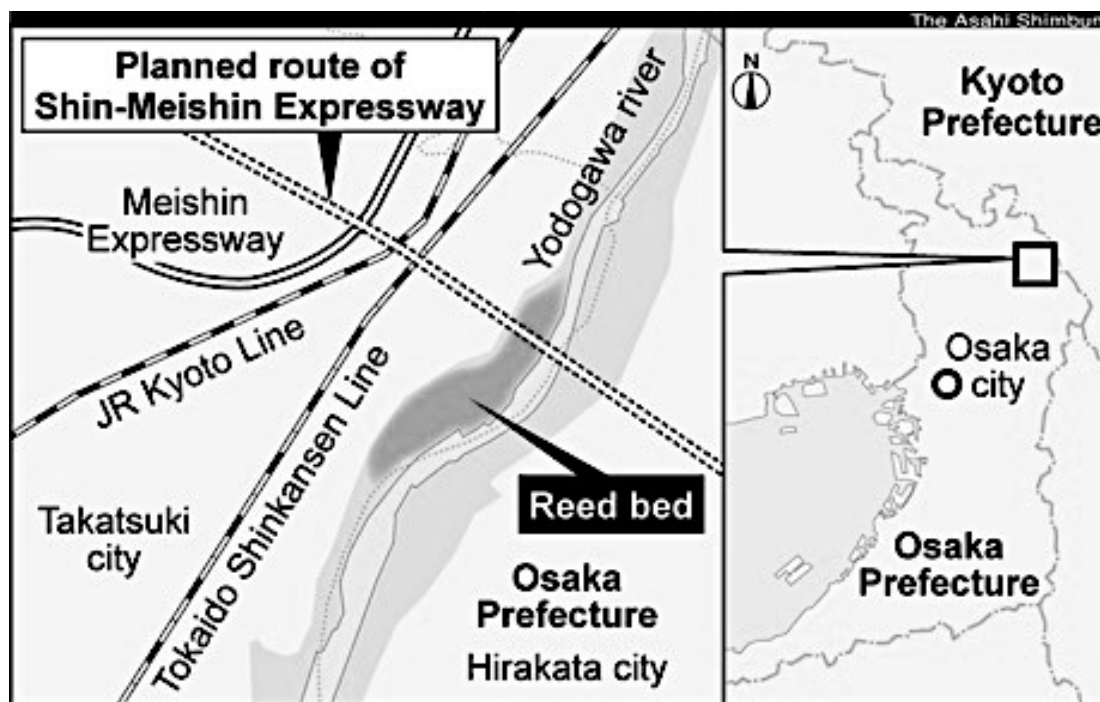 The Asahi Shimbun
Planned route of
Shin-Meishin Expressway
Meishin
Expressway
JR Kyoto Line
Tokaido Shinkansen Line
Yodogawa river
Reed bed
Takatsuki
city
Osaka
Prefecture
Hirakata city
N
Kyoto
Prefecture
Osaka
city
Osaka
Prefecture